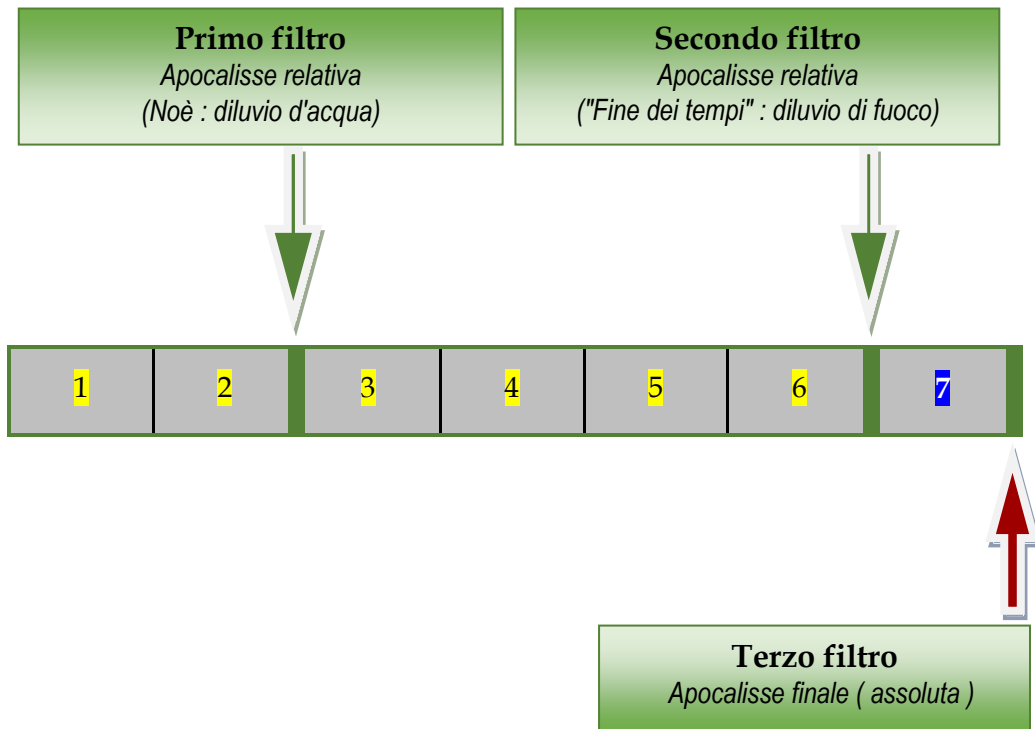 Primo filtro
Apocalisse relativa
(Noè : diluvio d'acqua)
Secondo filtro
Apocalisse relativa
("Fine dei tempi" : diluvio di fuoco)
1 2 3 4 5 6 7
Terzo filtro
Apocalisse finale ( assoluta )